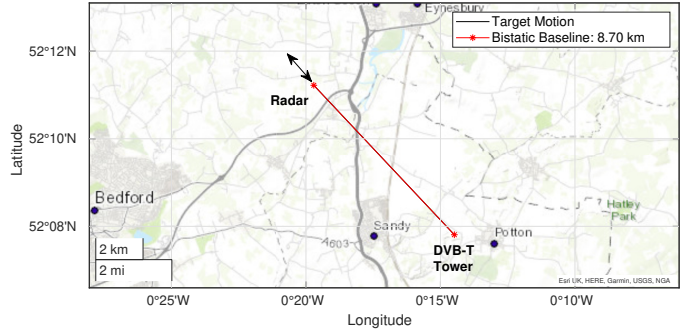 Eynesbury
Target Motion
Bistatic Baseline: 8.70 km
52°12'N
Radar
52°10'N
Latitude
Bedford
Hatley
Park
52°08'N
Sandy
Potton
A603
DVB-T
Tower
2 km
2 mi
Esri UK, HERE, Garmin, USGS, NGA
0°25'W
0°20'W
0°15'W
0°10'W
Longitude